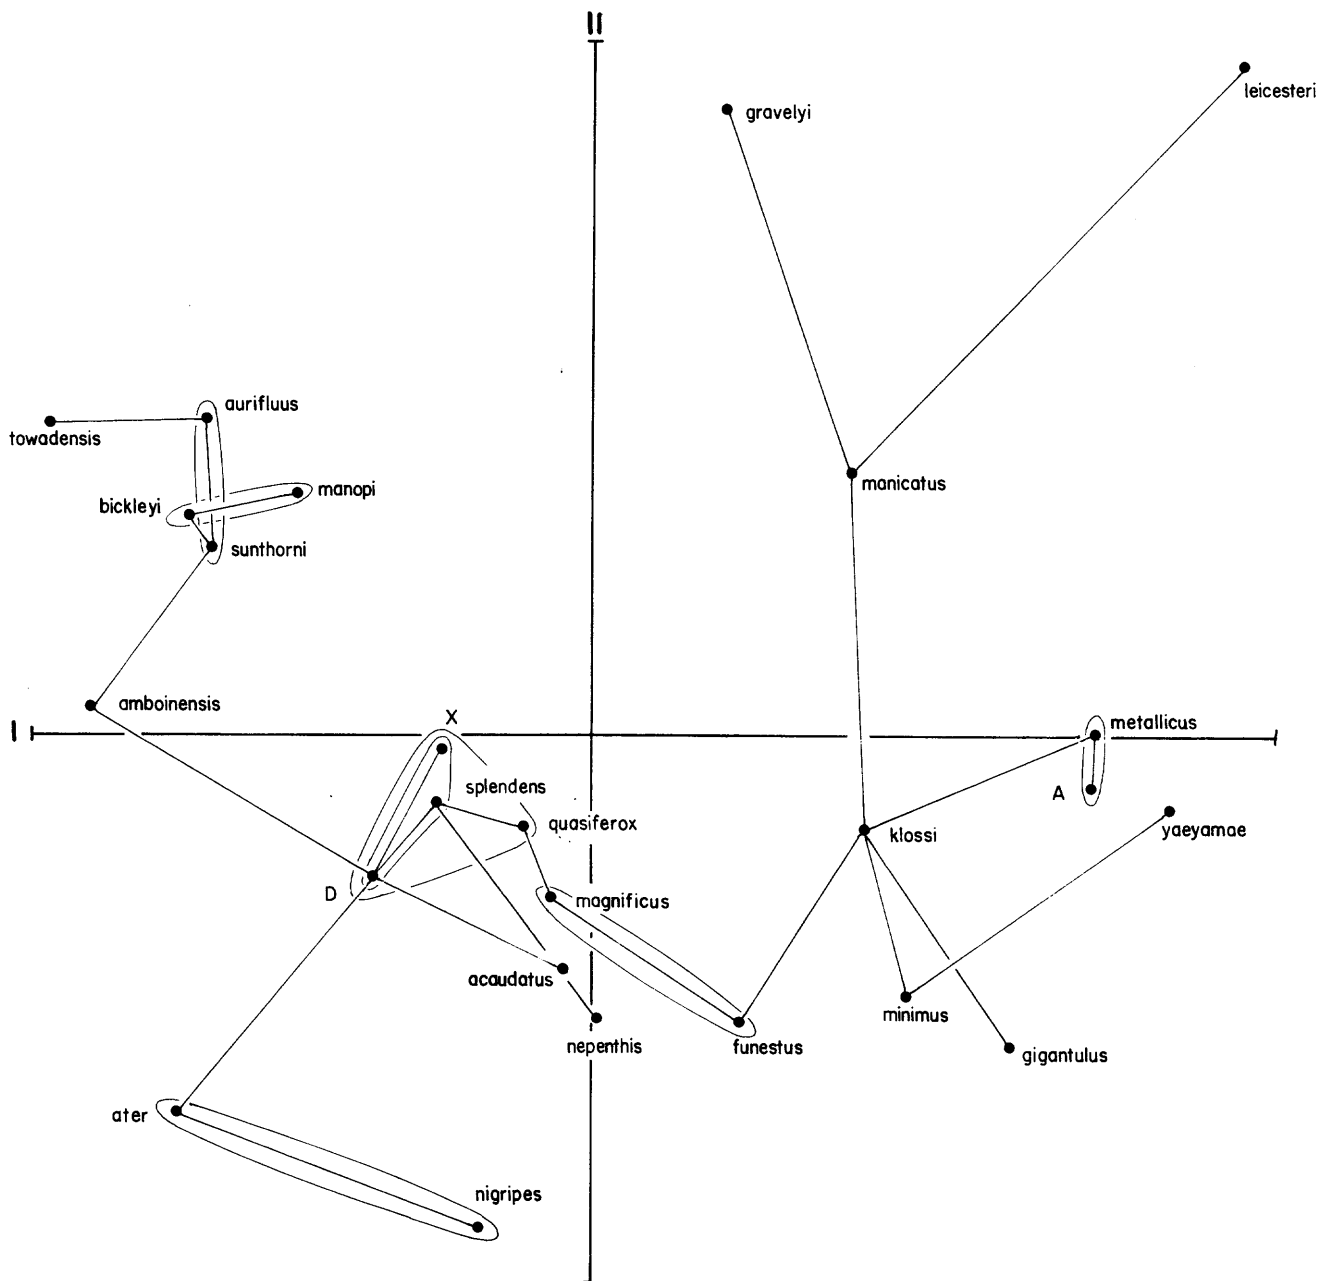 II
leicesteri
gravelyi
aurifluus
towadensis
manicatus
manopi
bickleyi
sunthorni
amboinensis
X
metallicus
I
splendens
A
quasiferox
yaeyamae
klossi
D
magnificus
acaudatus
minimus
nepenthis
funestus
gigantulus
ater
nigripes